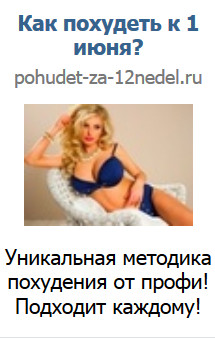 Как похудеть к 1
июня?
pohudet-za-12nedel.ru
Уникальная методика
похудения от профи!
Подходит каждому!